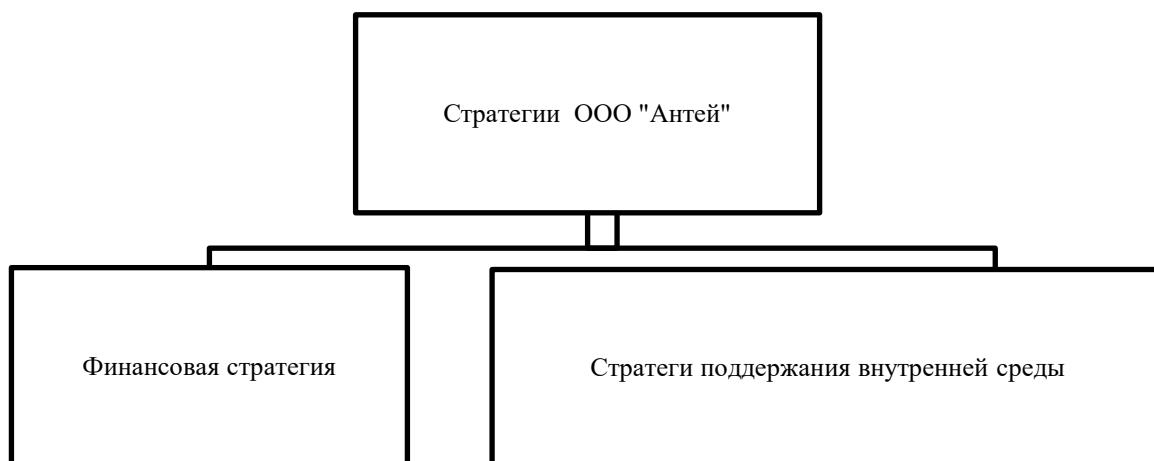 Стратегии  ООО "Антей"
Финансовая стратегия
Стратеги поддержания внутренней среды